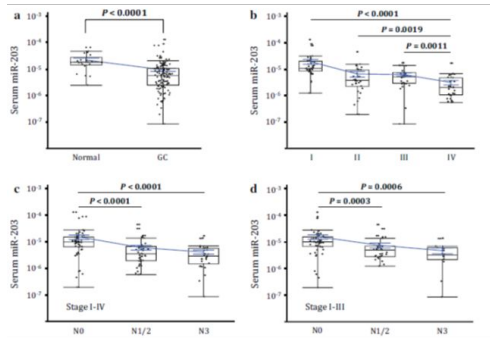 a
P < 0.0001
Serum miR-203
10-3
10-4
10-5
10-6
10-7
Normal
GC
b
P < 0.0001
P = 0.0019
P = 0.0011
Serum miR-203
10-3
10-4
10-5
10-6
10-7
I
II
III
IV
c
P < 0.0001
P < 0.0001
Serum miR-203
10-3
10-4
10-5
10-6
10-7
Stage I-IV
N0
N1/2
N3
d
P = 0.0006
P = 0.0003
Serum miR-203
10-3
10-4
10-5
10-6
10-7
Stage I-III
N0
N1/2
N3